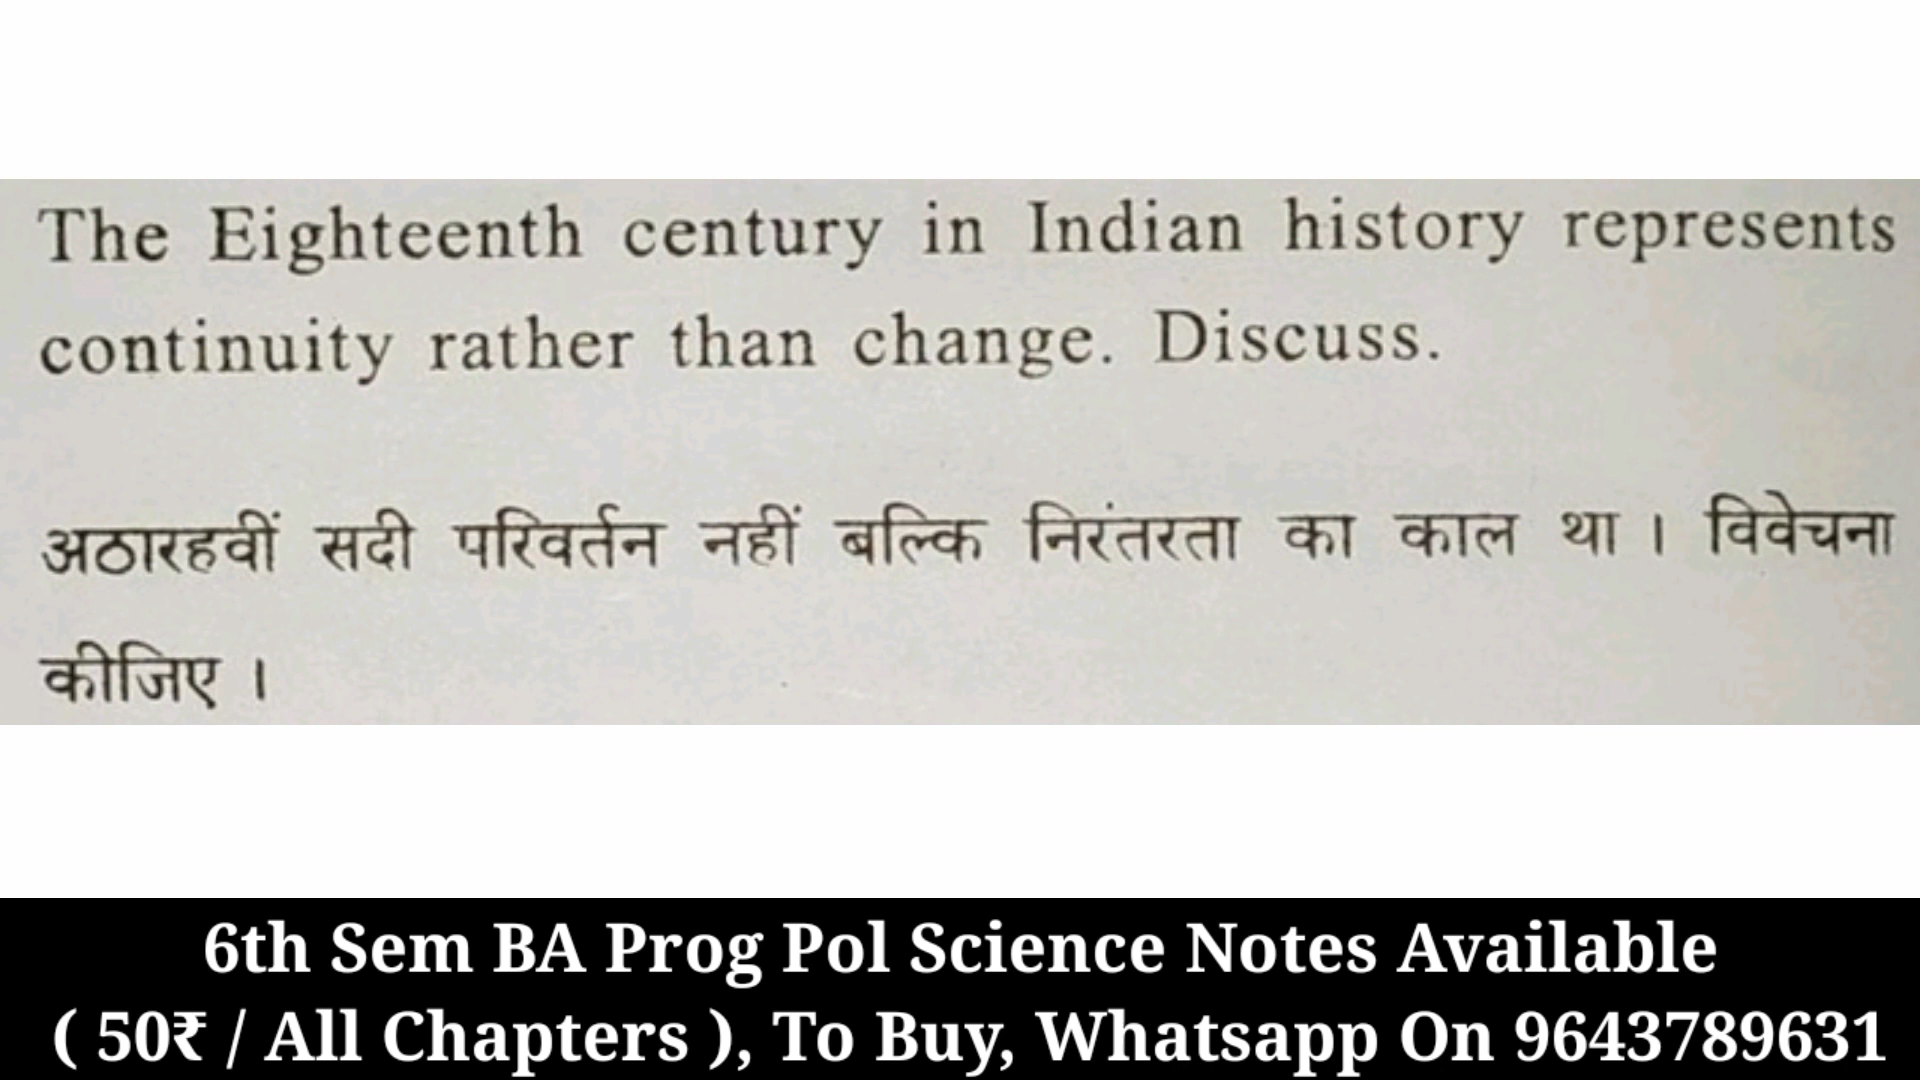 The Eighteenth century in Indian history represents
continuity rather than change. Discuss.
अठारहवीं सदी परिवर्तन नहीं बल्कि निरंतरता का काल था । विवेचना
कीजिए ।
6th Sem BA Prog Pol Science Notes Available
( 50₹ / All Chapters ), To Buy, Whatsapp On 9643789631